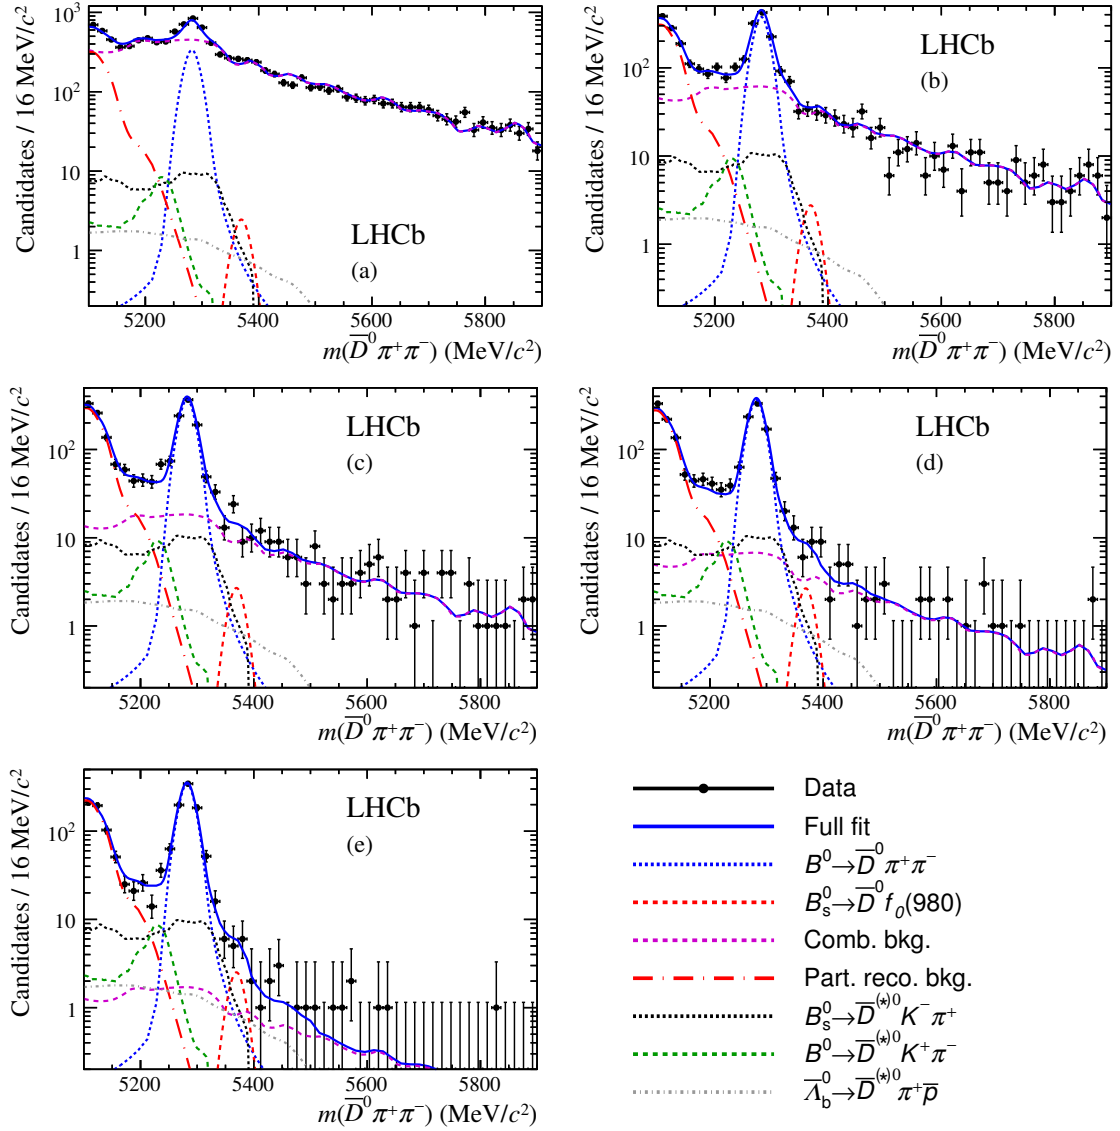 Candidates / 16 MeV/c²
10³
10²
10
1
LHCb
(a)
5200 5400 5600 5800
m(D̅⁰π⁺π⁻) (MeV/c²)
Candidates / 16 MeV/c²
10²
10
1
LHCb
(b)
5200 5400 5600 5800
m(D̅⁰π⁺π⁻) (MeV/c²)
Candidates / 16 MeV/c²
10²
10
1
LHCb
(c)
5200 5400 5600 5800
m(D̅⁰π⁺π⁻) (MeV/c²)
Candidates / 16 MeV/c²
10²
10
1
LHCb
(d)
5200 5400 5600 5800
m(D̅⁰π⁺π⁻) (MeV/c²)
Candidates / 16 MeV/c²
10²
10
1
LHCb
(e)
5200 5400 5600 5800
m(D̅⁰π⁺π⁻) (MeV/c²)
Data
Full fit
B⁰→D̅⁰π⁺π⁻
B⁰ₛ→D̅⁰f₀(980)
Comb. bkg.
Part. reco. bkg.
B⁰ₛ→D̅⁽*⁾⁰K⁻π⁺
B⁰→D̅⁽*⁾⁰K⁺π⁻
Λ̅⁰_b→D̅⁽*⁾⁰π⁺p̅